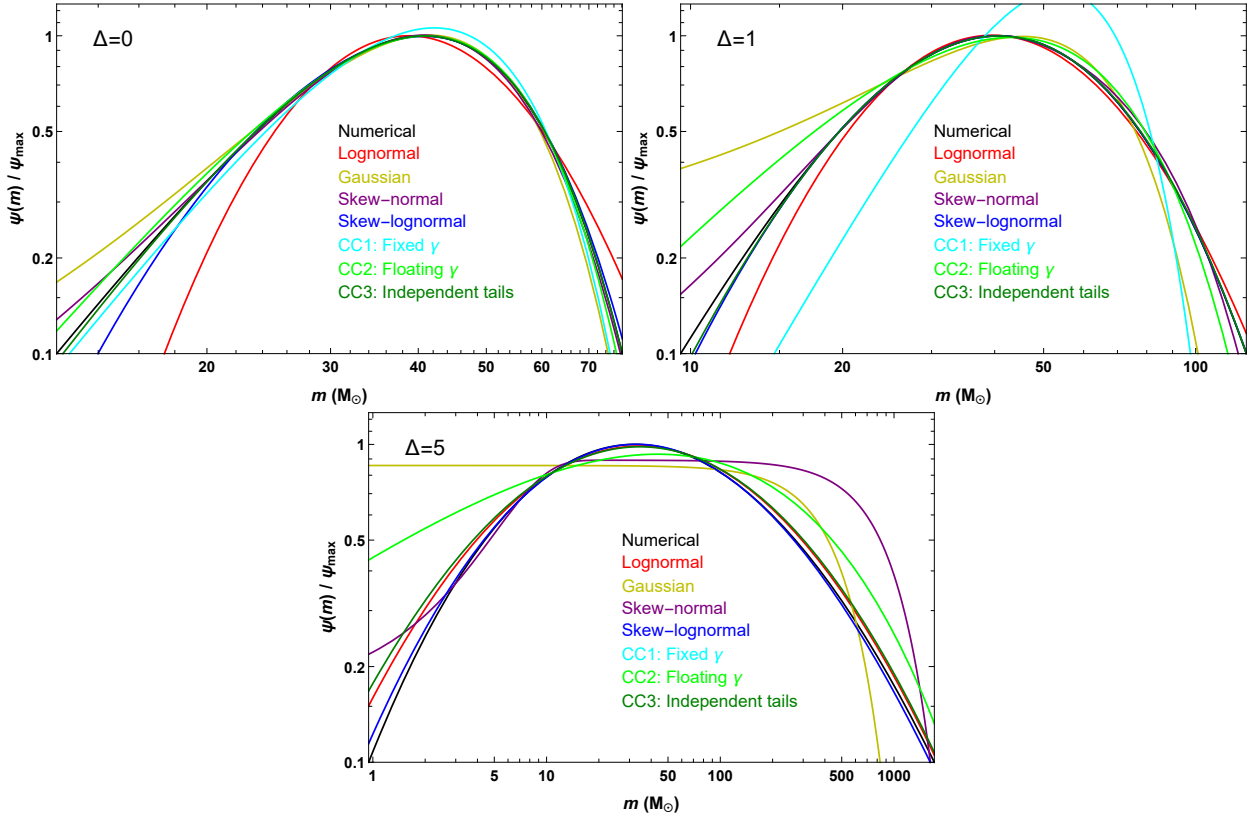 Δ=0
ψ(m) / ψmax
1
0.5
0.2
0.1
Numerical
Lognormal
Gaussian
Skew-normal
Skew-lognormal
CC1: Fixed γ
CC2: Floating γ
CC3: Independent tails
20 30 40 50 60 70
m (M⊙)
Δ=1
ψ(m) / ψmax
1
0.5
0.2
0.1
Numerical
Lognormal
Gaussian
Skew-normal
Skew-lognormal
CC1: Fixed γ
CC2: Floating γ
CC3: Independent tails
10 20 50 100
m (M⊙)
Δ=5
ψ(m) / ψmax
1
0.5
0.2
0.1
Numerical
Lognormal
Gaussian
Skew-normal
Skew-lognormal
CC1: Fixed γ
CC2: Floating γ
CC3: Independent tails
1 5 10 50 100 500 1000
m (M⊙)